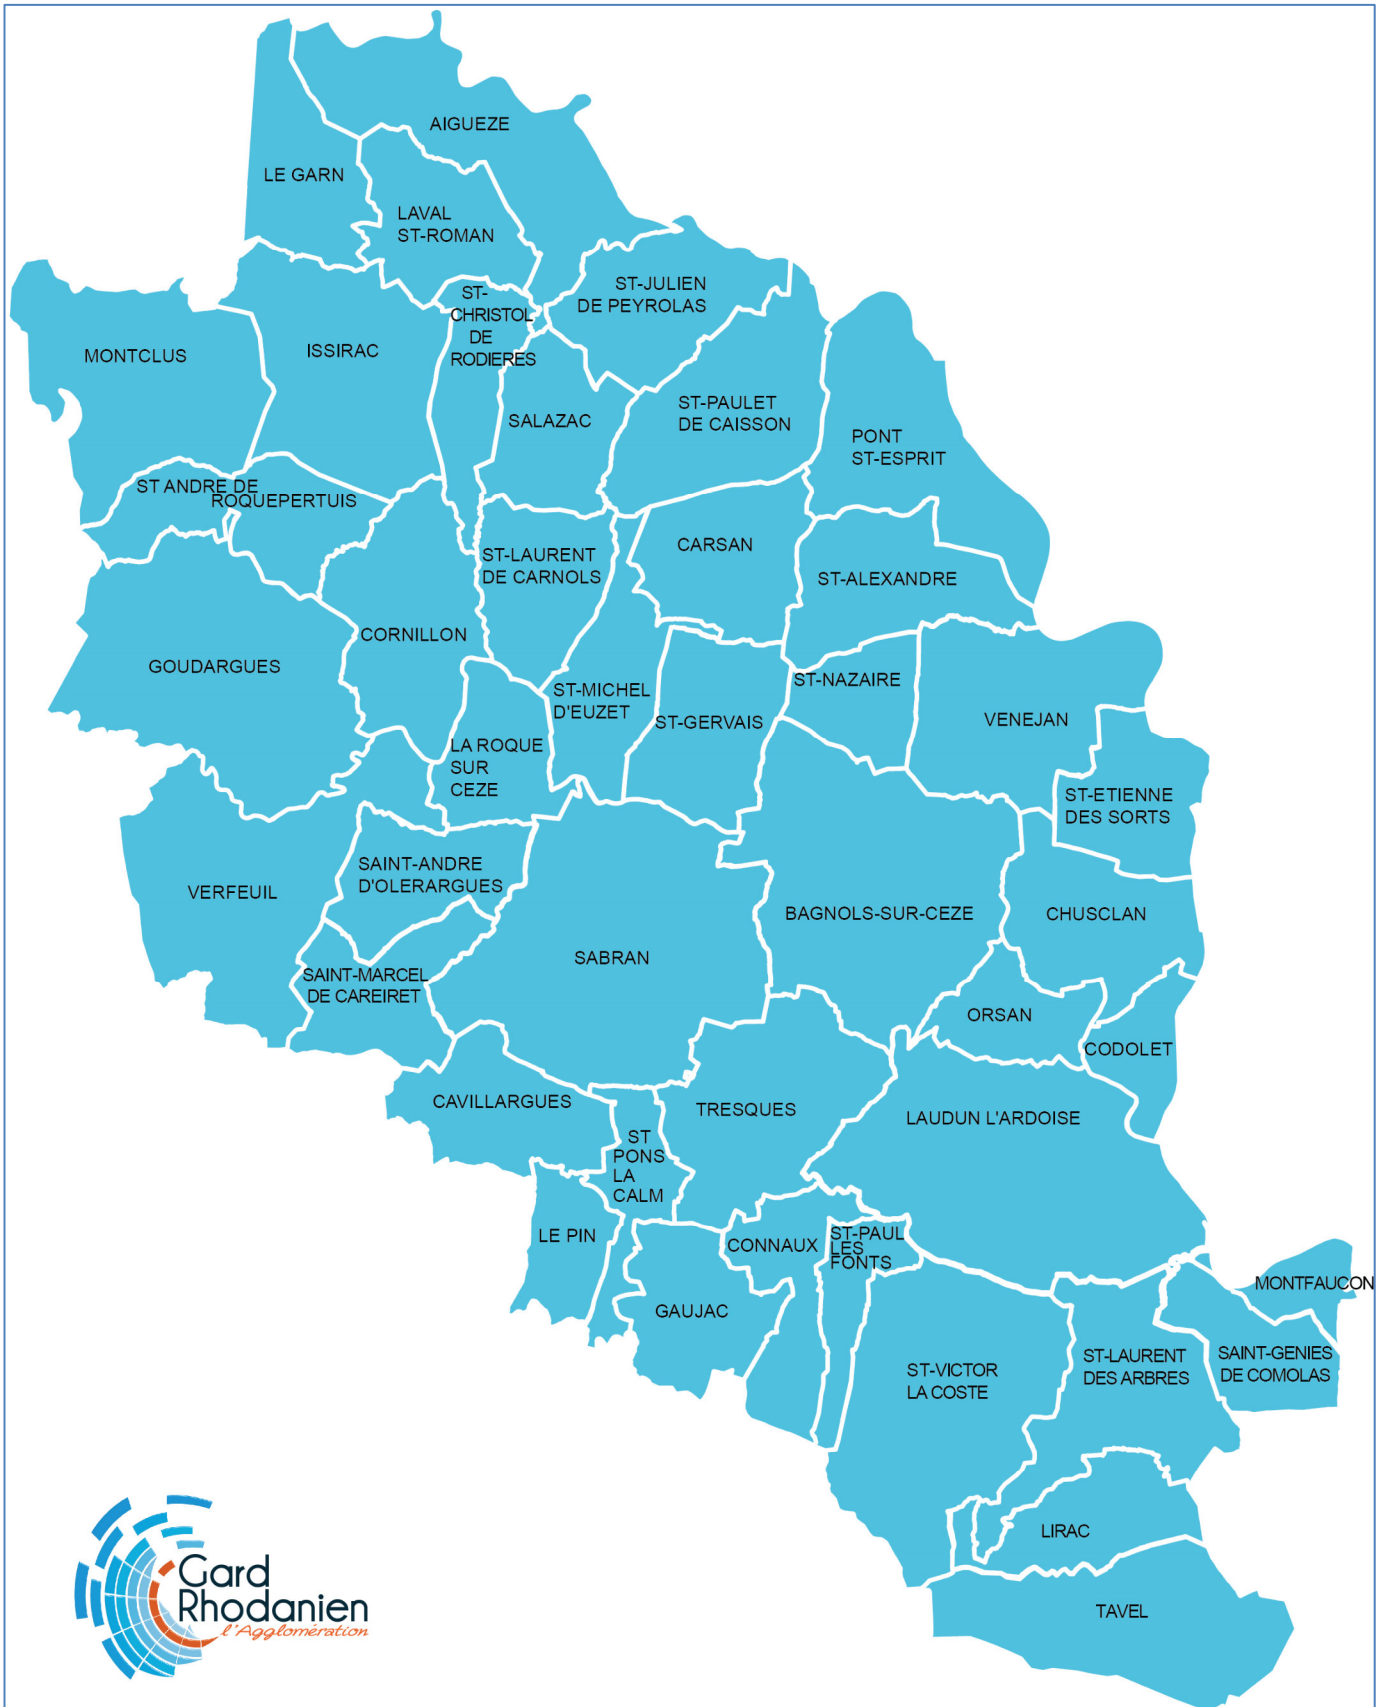 AIGUEZE
LE GARN
LAVAL
ST-ROMAN
ST-JULIEN
DE PEYROLAS
ST-
CHRISTOL
DE
RODIERES
MONTCLUS
ISSIRAC
SALAZAC
ST-PAULET
DE CAISSON
PONT
ST-ESPRIT
ST ANDRE DE
ROQUEPERTUIS
CARSAN
ST-LAURENT
DE CARNOLS
ST-ALEXANDRE
CORNILLON
GOUDARGUES
ST-MICHEL
D'EUZET
ST-NAZAIRE
ST-GERVAIS
VENEJAN
LA ROQUE
SUR
CEZE
ST-ETIENNE
DES SORTS
SAINT-ANDRE
D'OLERARGUES
VERFEUIL
BAGNOLS-SUR-CEZE
CHUSCLAN
SABRAN
SAINT-MARCEL
DE CAREIRET
ORSAN
CODOLET
CAVILLARGUES
TRESQUES
LAUDUN L'ARDOISE
ST
PONS
LA
CALM
LE PIN
CONNAUX
ST-PAUL
LES
FONTS
MONTFAUCON
GAUJAC
ST-VICTOR
LA COSTE
ST-LAURENT
DES ARBRES
SAINT-GENIES
DE COMOLAS
LIRAC
TAVEL
Gard
Rhodanien
l'Agglomération